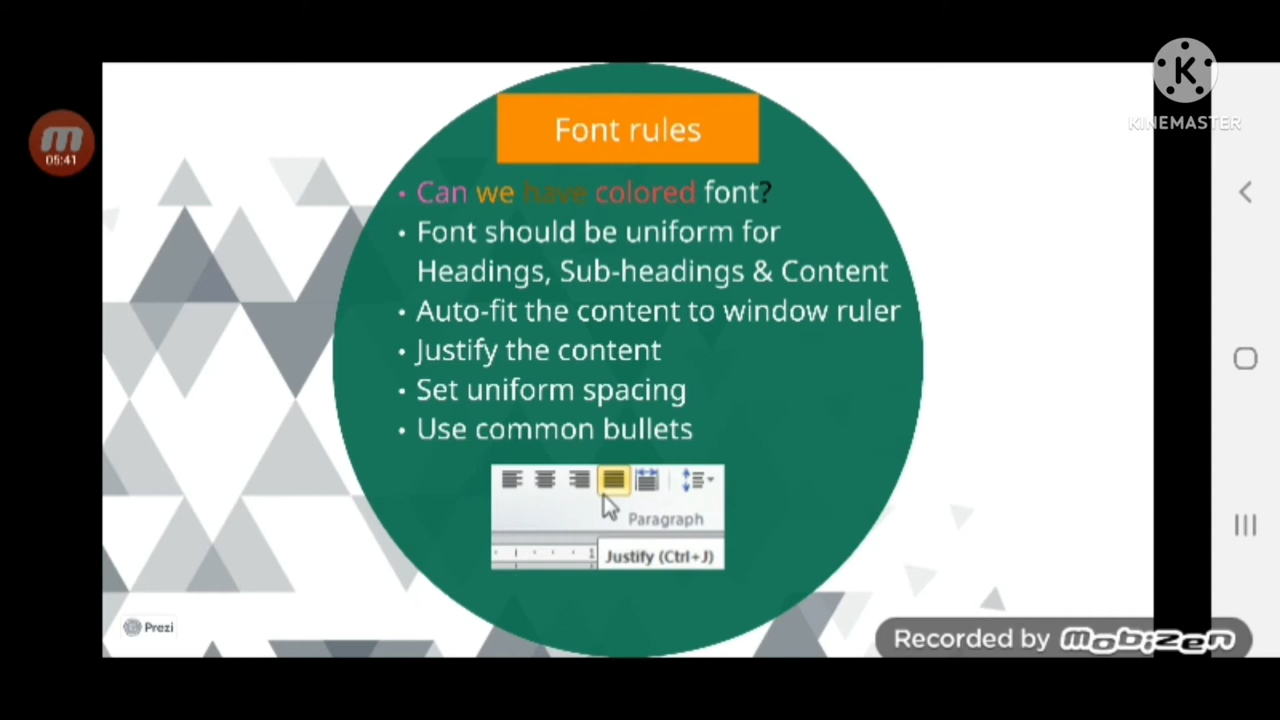 KINEMASTER
05:41
Font rules
• Can we have colored font?
• Font should be uniform for
Headings, Sub-headings & Content
• Auto-fit the content to window ruler
• Justify the content
• Set uniform spacing
• Use common bullets
Paragraph
1
Justify (Ctrl+J)
Prezi
Recorded by mobizen